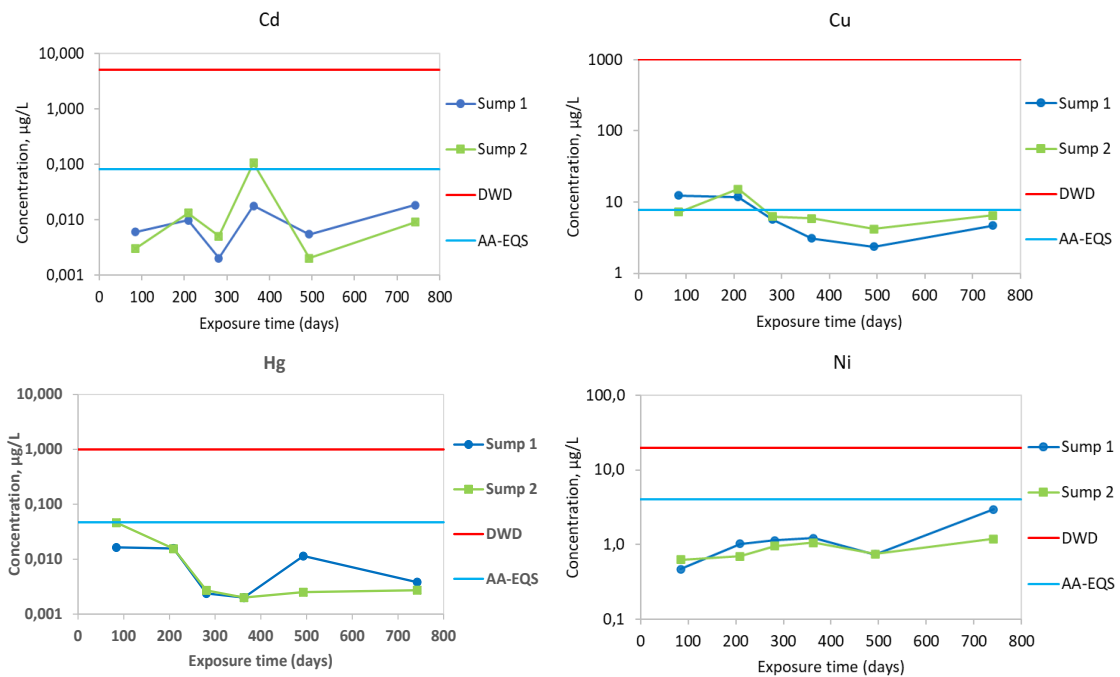 Cd
10,000
1,000
0,100
0,010
0,001
Concentration, µg/L
0 100 200 300 400 500 600 700 800
Exposure time (days)
Sump 1
Sump 2
DWD
AA-EQS
Cu
1000
100
10
1
Concentration, µg/L
0 100 200 300 400 500 600 700 800
Exposure time (days)
Sump 1
Sump 2
DWD
AA-EQS
Hg
10,000
1,000
0,100
0,010
0,001
Concentration, µg/L
0 100 200 300 400 500 600 700 800
Exposure time (days)
Sump 1
Sump 2
DWD
AA-EQS
Ni
100,0
10,0
1,0
0,1
Concentration, µg/L
0 100 200 300 400 500 600 700 800
Exposure time (days)
Sump 1
Sump 2
DWD
AA-EQS